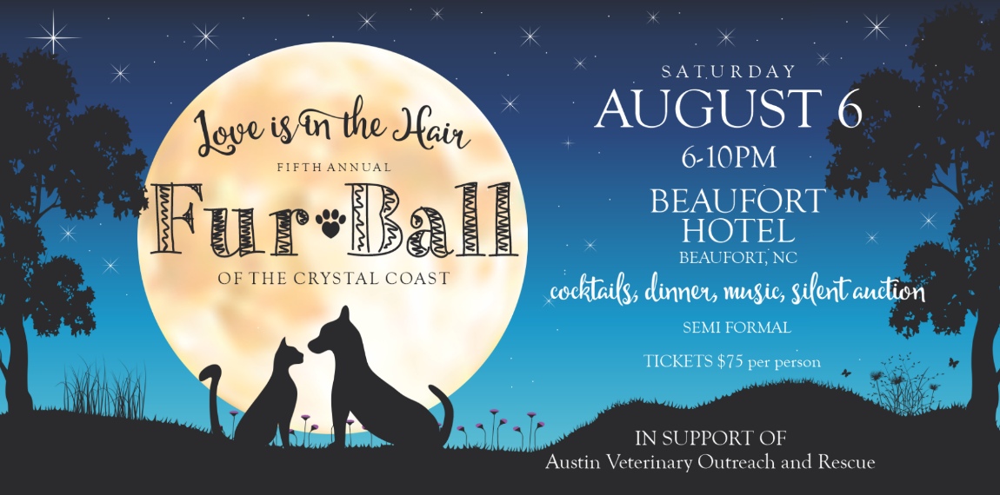 Love is in the Hair
FIFTH ANNUAL
Fur Ball
OF THE CRYSTAL COAST
SATURDAY
AUGUST 6
6-10PM
BEAUFORT
HOTEL
BEAUFORT, NC
cocktails, dinner, music, silent auction
SEMI FORMAL
TICKETS $75 per person
IN SUPPORT OF
Austin Veterinary Outreach and Rescue